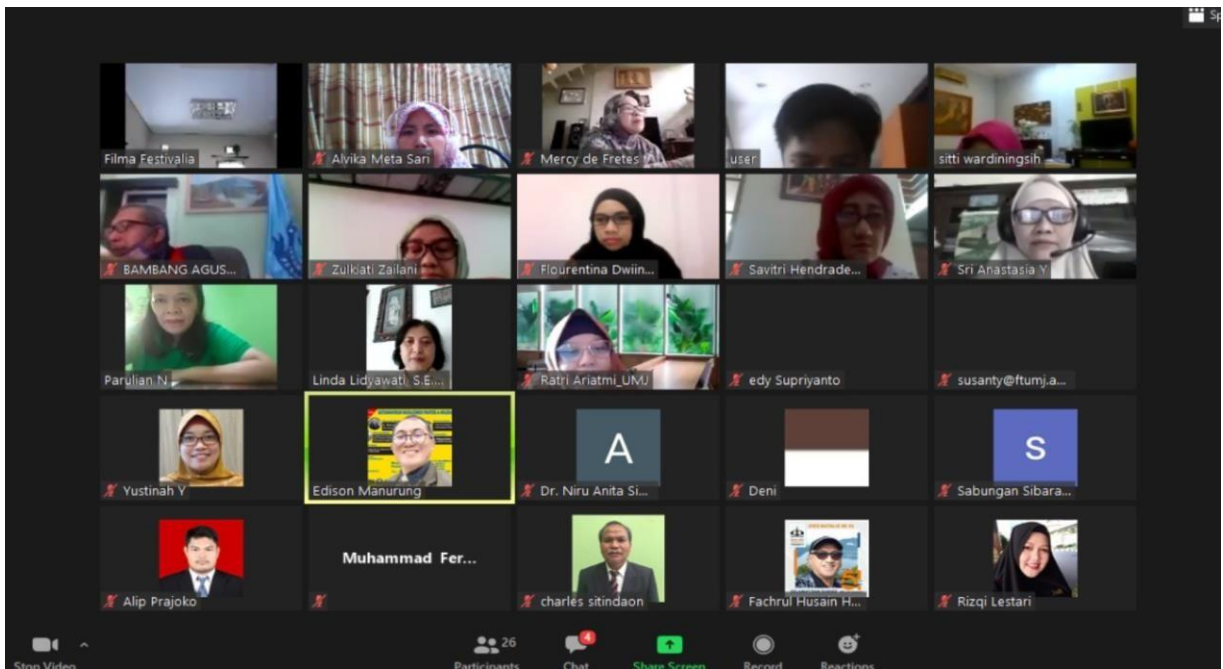 Sp
Filma Festivalia
Alvika Meta Sari
Mercy de Fretes
user
sitti wardiningsih
BAMBANG AGUS...
Zulkiati Zailani
Flourentina Dwiin...
Savitri Hendrade...
Sri Anastasia Y
Parulian N
Linda Lidyawati, S.E....
Ratri Ariatmi_UMJ
edy Supriyanto
susanty@ftumj.a...
Yustinah Y
Edison Manurung
A
Dr. Niru Anita Si...
Deni
S
Sabungan Sibara...
Alip Prajoko
Muhammad Fer...
charles sitindaon
Fachrul Husain H...
Rizqi Lestari
Stop Video
26
Participants
4
Chat
Share Screen
Record
Reactions